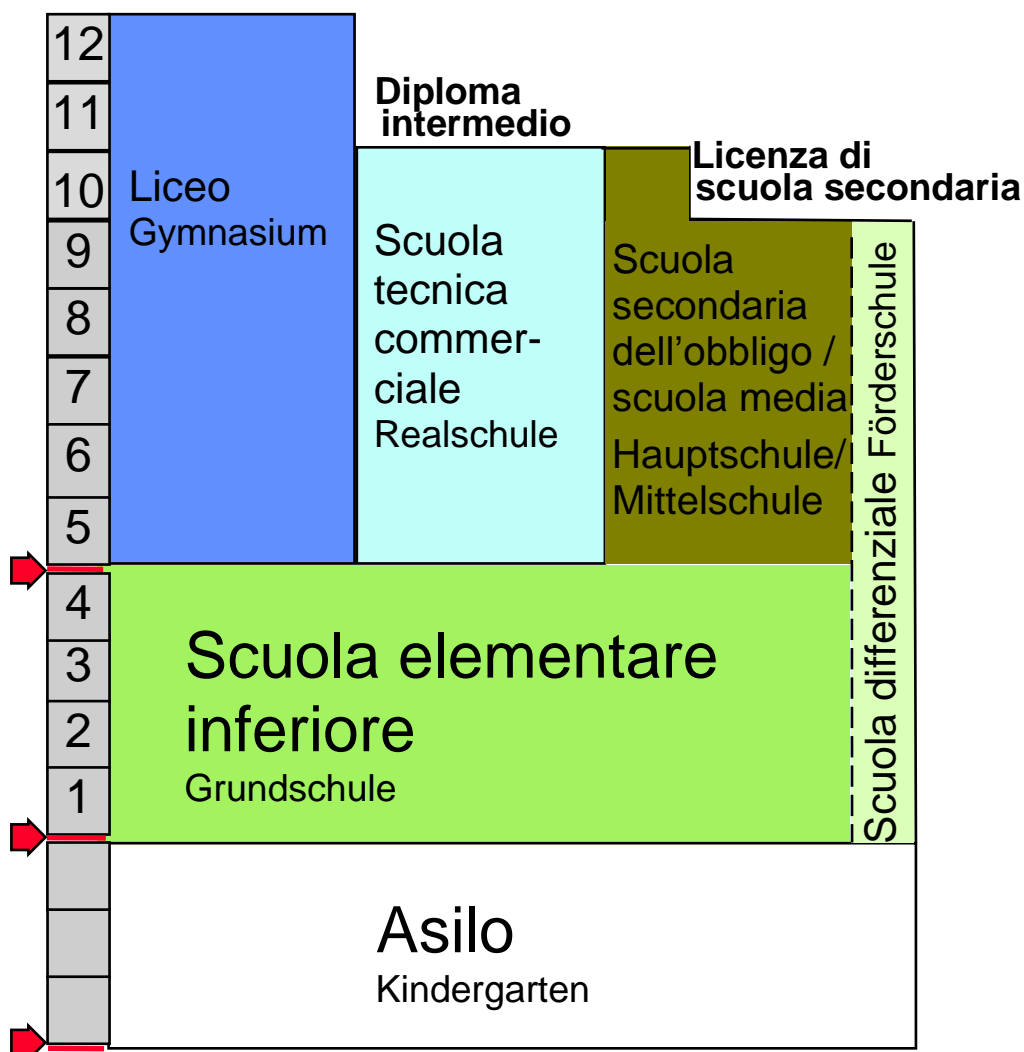 12
11
10
9
8
7
6
5
4
3
2
1
Diploma
intermedio
Licenza di
scuola secondaria
Liceo
Gymnasium
Scuola
tecnica
commer-
ciale
Realschule
Scuola
secondaria
dell’obbligo /
scuola media
Hauptschule/
Mittelschule
Scuola differenziale Förderschule
Scuola elementare
inferiore
Grundschule
Asilo
Kindergarten